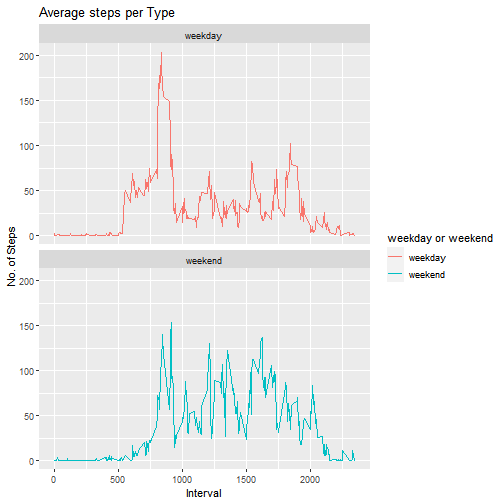 Average steps per Type
weekday
200
150
100
50
0
No. of Steps
weekend
200
150
100
50
0
0
500
1000
1500
2000
Interval
weekday or weekend
weekday
weekend